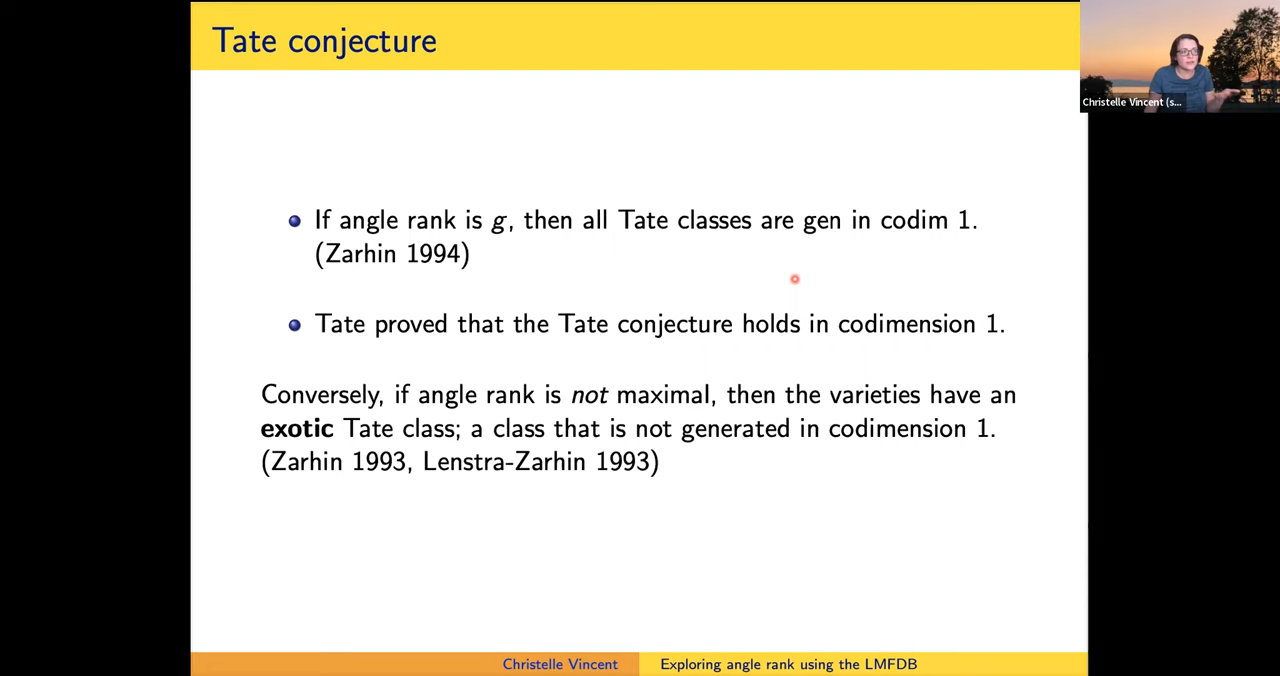 Tate conjecture
Christelle Vincent (s...
If angle rank is g, then all Tate classes are gen in codim 1.
(Zarhin 1994)
Tate proved that the Tate conjecture holds in codimension 1.
Conversely, if angle rank is not maximal, then the varieties have an
exotic Tate class; a class that is not generated in codimension 1.
(Zarhin 1993, Lenstra-Zarhin 1993)
Christelle Vincent
Exploring angle rank using the LMFDB